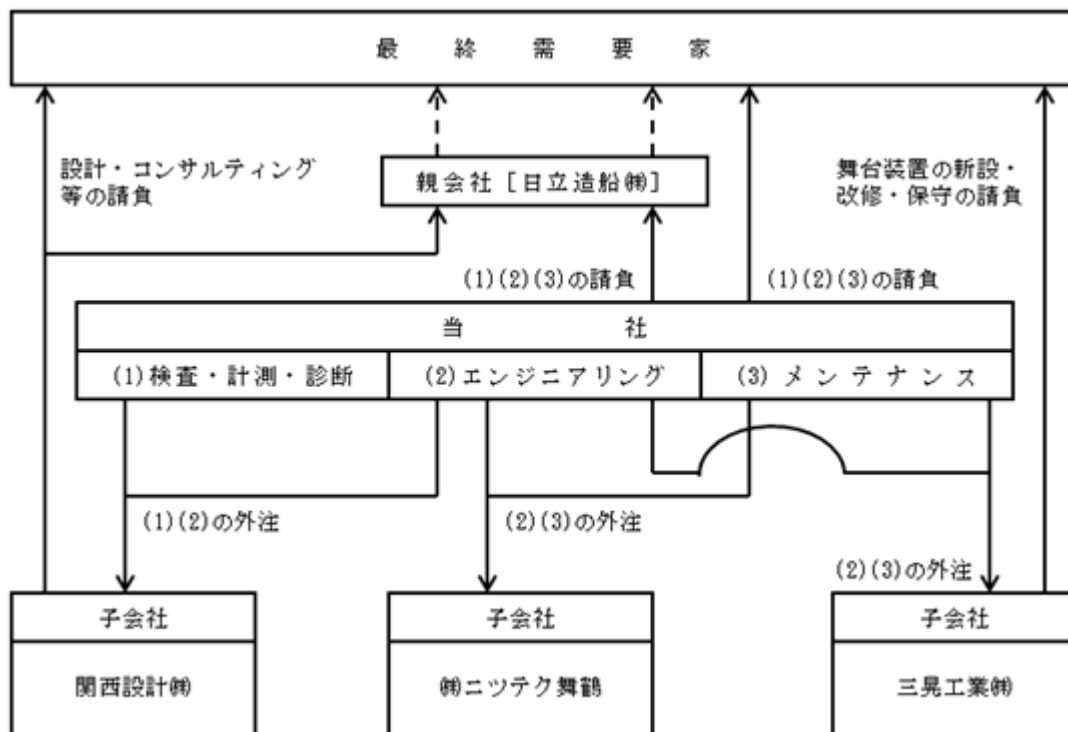 最終需要家
設計・コンサルティング
等の請負
親会社［日立造船㈱］
舞台装置の新設・
改修・保守の請負
(1)(2)(3)の請負
(1)(2)(3)の請負
当社
(1)検査・計測・診断
(2)エンジニアリング
(3)メンテナンス
(1)(2)の外注
(2)(3)の外注
(2)(3)の外注
子会社
子会社
子会社
関西設計㈱
㈱ニツテク舞鶴
三晃工業㈱